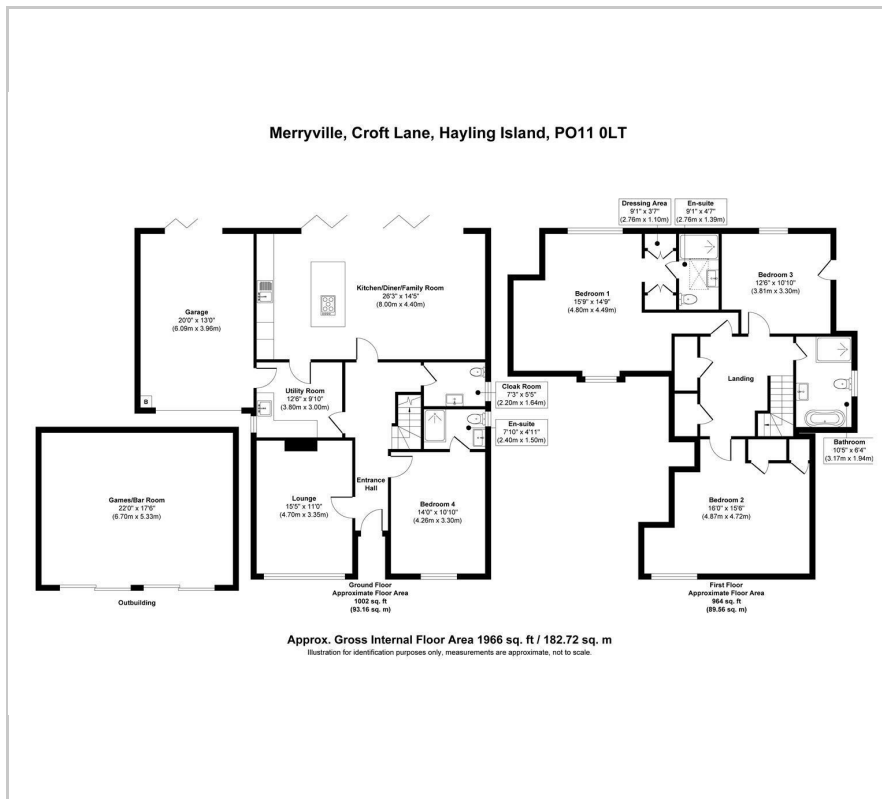 Merryville, Croft Lane, Hayling Island, PO11 0LT
Garage
20'0" x 13'0"
(6.09m x 3.96m)
B
Kitchen/Diner/Family Room
26'3" x 14'5"
(8.00m x 4.40m)
Utility Room
12'6" x 9'10"
(3.80m x 3.00m)
Cloak Room
7'3" x 5'5"
(2.20m x 1.64m)
En-suite
7'10" x 4'11"
(2.40m x 1.50m)
Entrance
Hall
Lounge
15'5" x 11'0"
(4.70m x 3.35m)
Bedroom 4
14'0" x 10'10"
(4.26m x 3.30m)
Games/Bar Room
22'0" x 17'6"
(6.70m x 5.33m)
Outbuilding
Ground Floor
Approximate Floor Area
1002 sq. ft
(93.16 sq. m)
Dressing Area
9'1" x 3'7"
(2.76m x 1.10m)
En-suite
9'1" x 4'7"
(2.76m x 1.39m)
Bedroom 1
15'9" x 14'9"
(4.80m x 4.49m)
Bedroom 3
12'6" x 10'10"
(3.81m x 3.30m)
Landing
Bathroom
10'5" x 6'4"
(3.17m x 1.94m)
Bedroom 2
16'0" x 15'6"
(4.87m x 4.72m)
First Floor
Approximate Floor Area
964 sq. ft
(89.56 sq. m)
Approx. Gross Internal Floor Area 1966 sq. ft / 182.72 sq. m
Illustration for identification purposes only, measurements are approximate, not to scale.